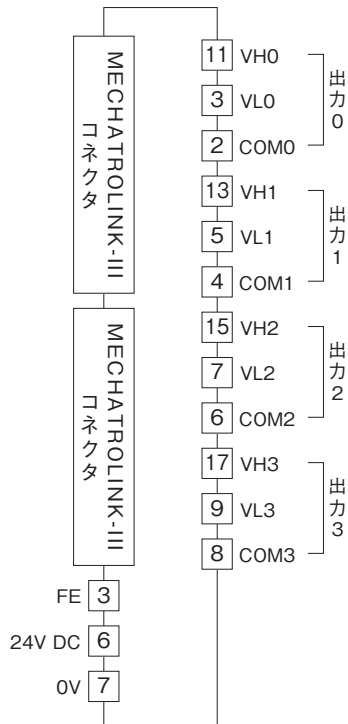 MECHATROLINK-III
コネクタ
MECHATROLINK-III
コネクタ
FE 3
24V DC 6
0V 7
11 VH0
3 VL0
2 COM0
出力0
13 VH1
5 VL1
4 COM1
出力1
15 VH2
7 VL2
6 COM2
出力2
17 VH3
9 VL3
8 COM3
出力3